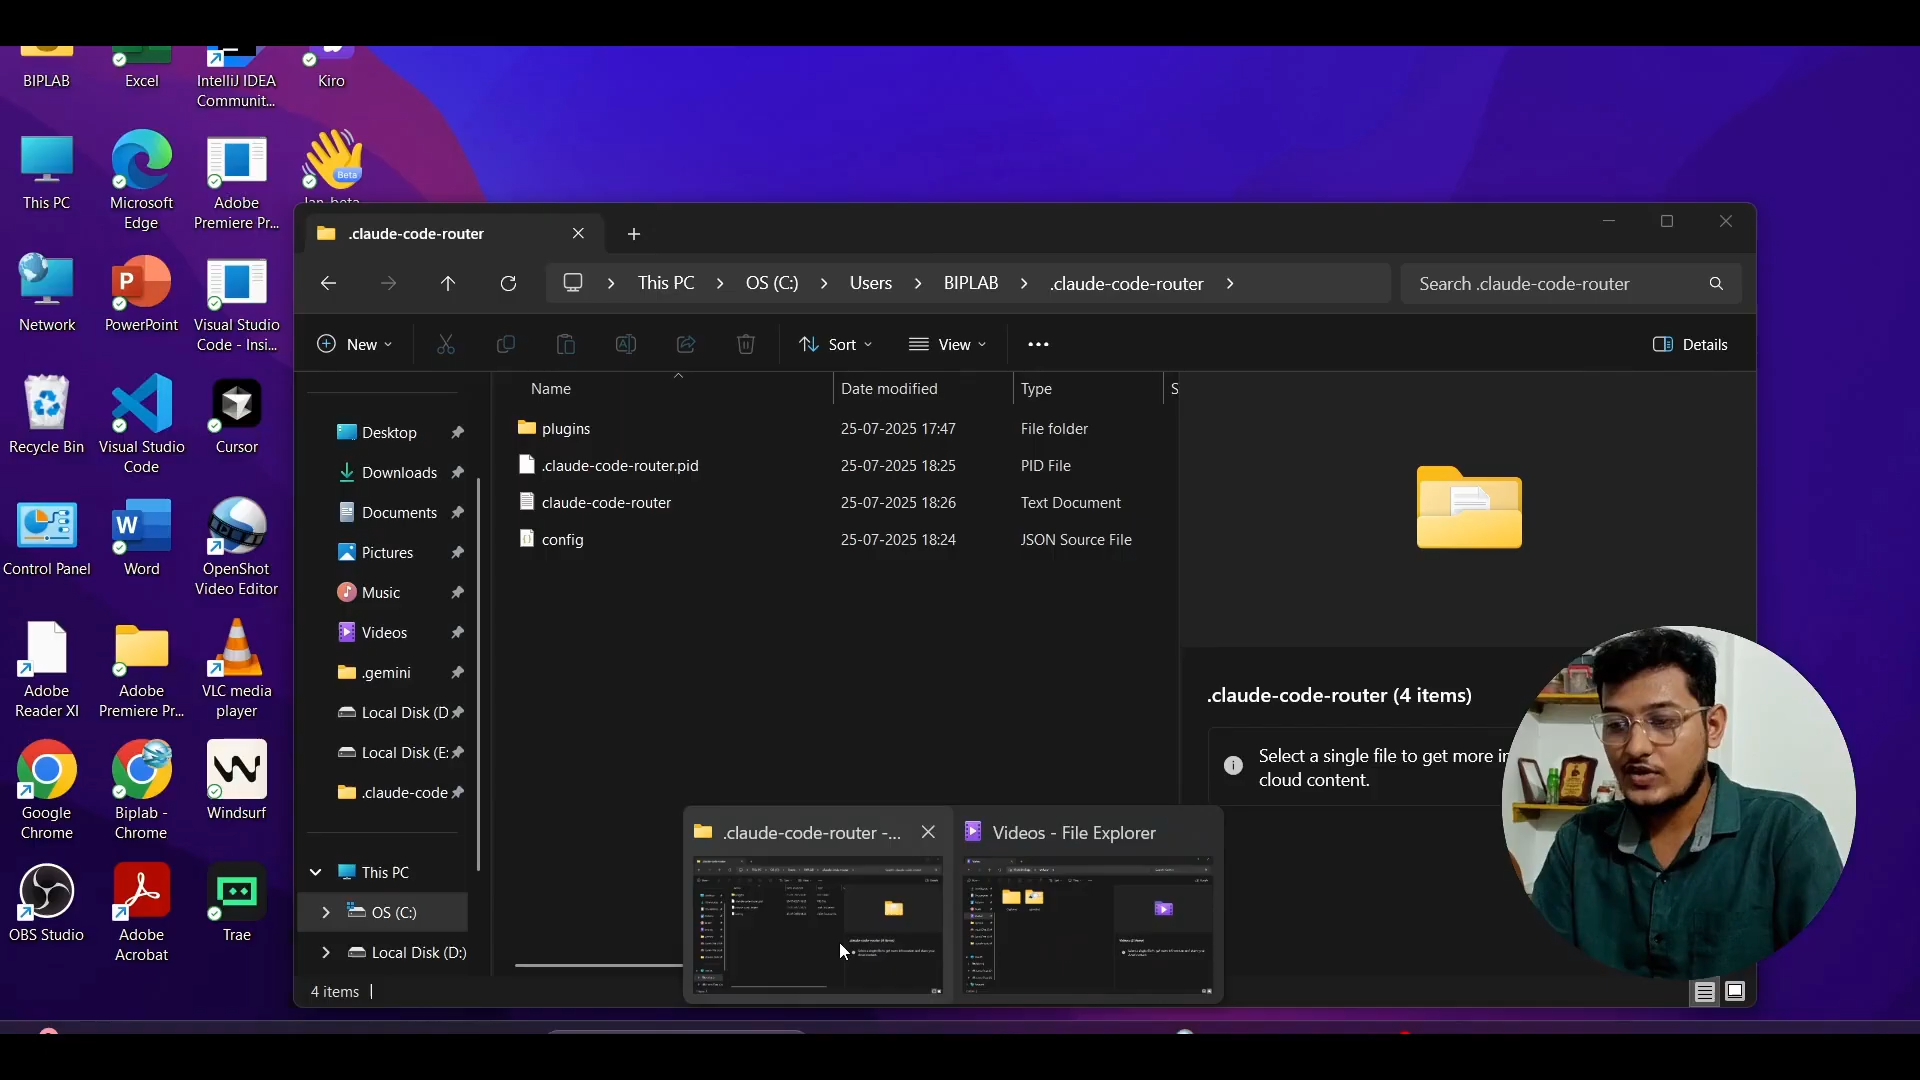 BIPLAB
Excel
IntelliJ IDEA
Communit...
Kiro
This PC
Microsoft
Edge
Adobe
Premiere Pr...
Beta
Network
PowerPoint
Visual Studio
Code - Insi...
Recycle Bin
Visual Studio
Code
Cursor
Control Panel
Word
OpenShot
Video Editor
Adobe
Reader XI
Adobe
Premiere Pr...
VLC media
player
Google
Chrome
Biplab -
Chrome
Windsurf
OBS Studio
Adobe
Acrobat
Trae
.claude-code-router
This PC
OS (C:)
Users
BIPLAB
.claude-code-router
Search .claude-code-router
New
Sort
View
Details
Name
Date modified
Type
S
plugins 25-07-2025 17:47 File folder
.claude-code-router.pid 25-07-2025 18:25 PID File
claude-code-router 25-07-2025 18:26 Text Document
config 25-07-2025 18:24 JSON Source File
Desktop
Downloads
Documents
Pictures
Music
Videos
.gemini
Local Disk (D
Local Disk (E:
.claude-code
This PC
OS (C:)
Local Disk (D:)
4 items
.claude-code-router (4 items)
Select a single file to get more in
cloud content.
.claude-code-router -...
Videos - File Explorer